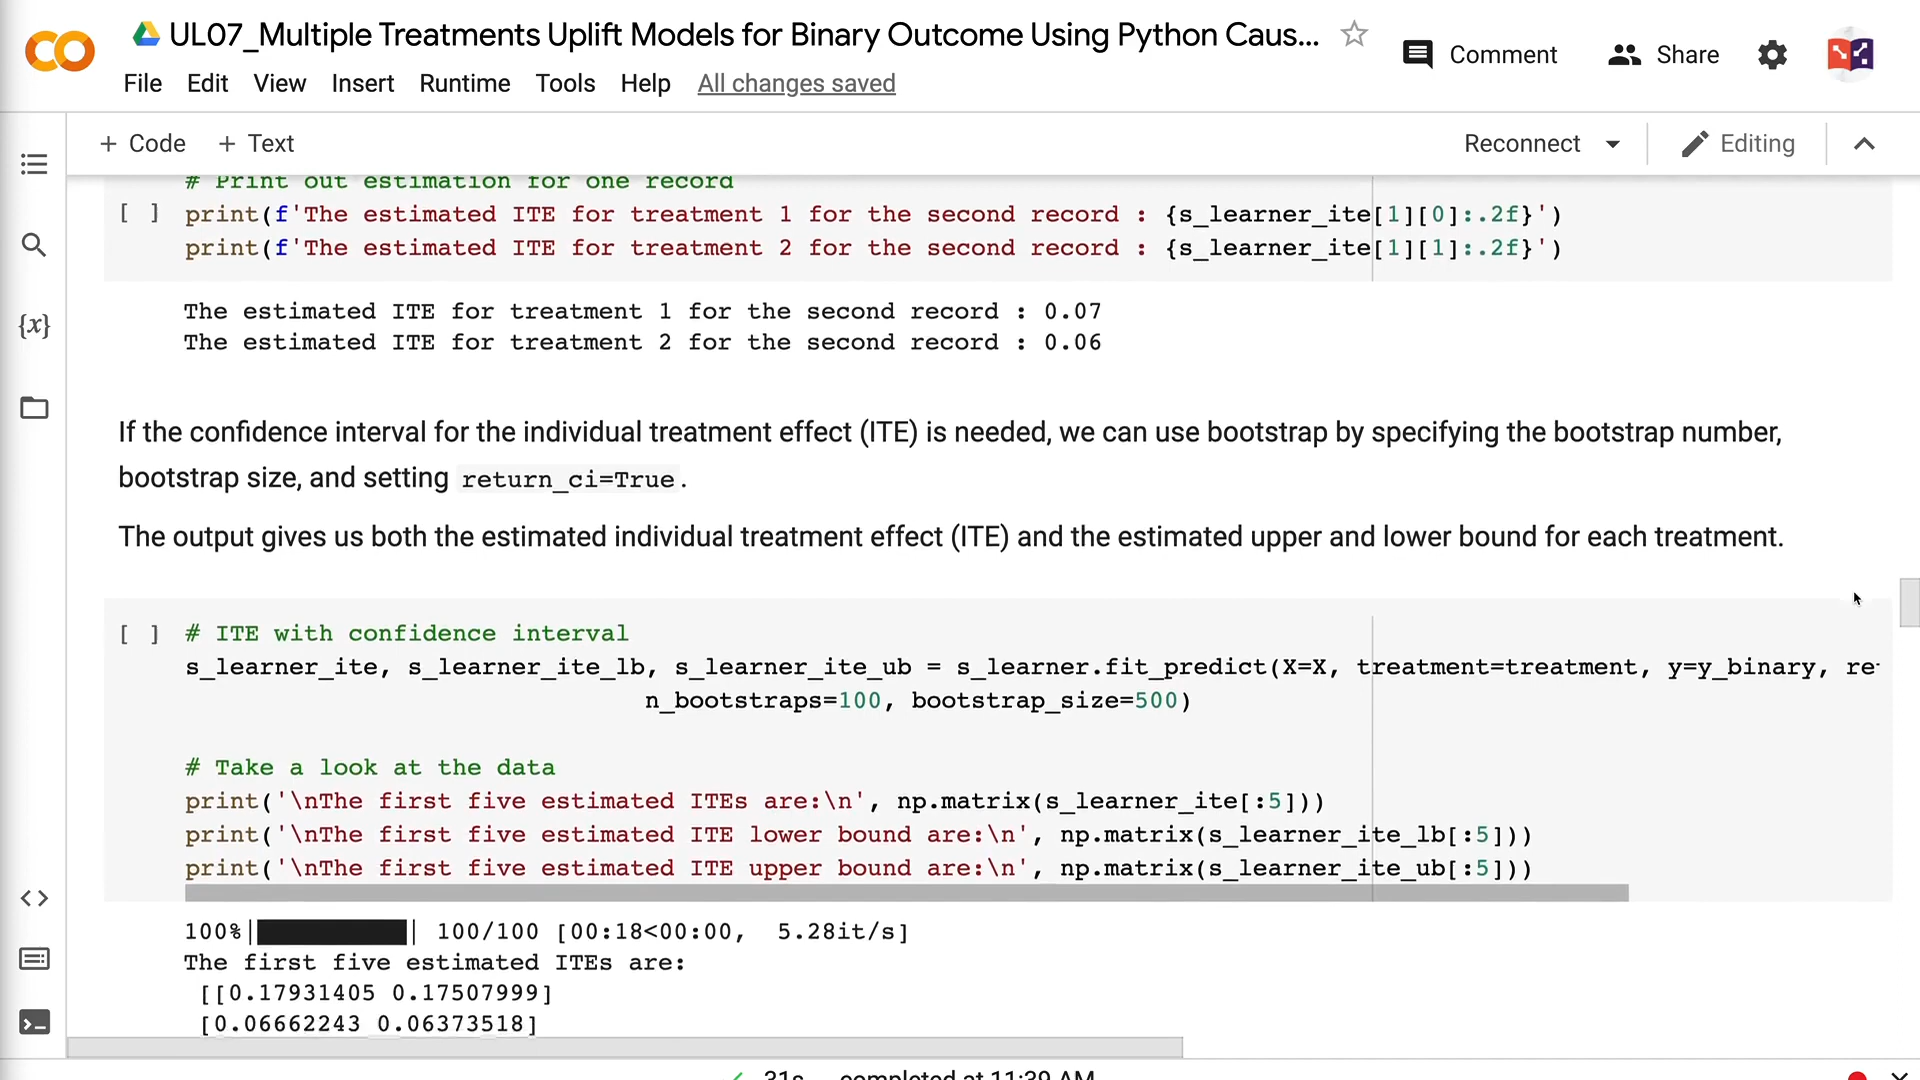 UL07_Multiple Treatments Uplift Models for Binary Outcome Using Python Caus...
Comment
Share
File Edit View Insert Runtime Tools Help All changes saved
+ Code + Text
Reconnect
Editing
# Print out estimation for one record
[ ] print(f'The estimated ITE for treatment 1 for the second record : {s_learner_ite[1][0]:.2f}')
print(f'The estimated ITE for treatment 2 for the second record : {s_learner_ite[1][1]:.2f}')
The estimated ITE for treatment 1 for the second record : 0.07
The estimated ITE for treatment 2 for the second record : 0.06
{x}
If the confidence interval for the individual treatment effect (ITE) is needed, we can use bootstrap by specifying the bootstrap number,
bootstrap size, and setting return_ci=True.
The output gives us both the estimated individual treatment effect (ITE) and the estimated upper and lower bound for each treatment.
[ ] # ITE with confidence interval
s_learner_ite, s_learner_ite_lb, s_learner_ite_ub = s_learner.fit_predict(X=X, treatment=treatment, y=y_binary, re
n_bootstraps=100, bootstrap_size=500)
# Take a look at the data
print('\nThe first five estimated ITEs are:\n', np.matrix(s_learner_ite[:5]))
print('\nThe first five estimated ITE lower bound are:\n', np.matrix(s_learner_ite_lb[:5]))
print('\nThe first five estimated ITE upper bound are:\n', np.matrix(s_learner_ite_ub[:5]))
100%| | 100/100 [00:18<00:00, 5.28it/s]
The first five estimated ITEs are:
[[0.17931405 0.17507999]
[0.06662243 0.06373518]
31s completed at 11:39 AM